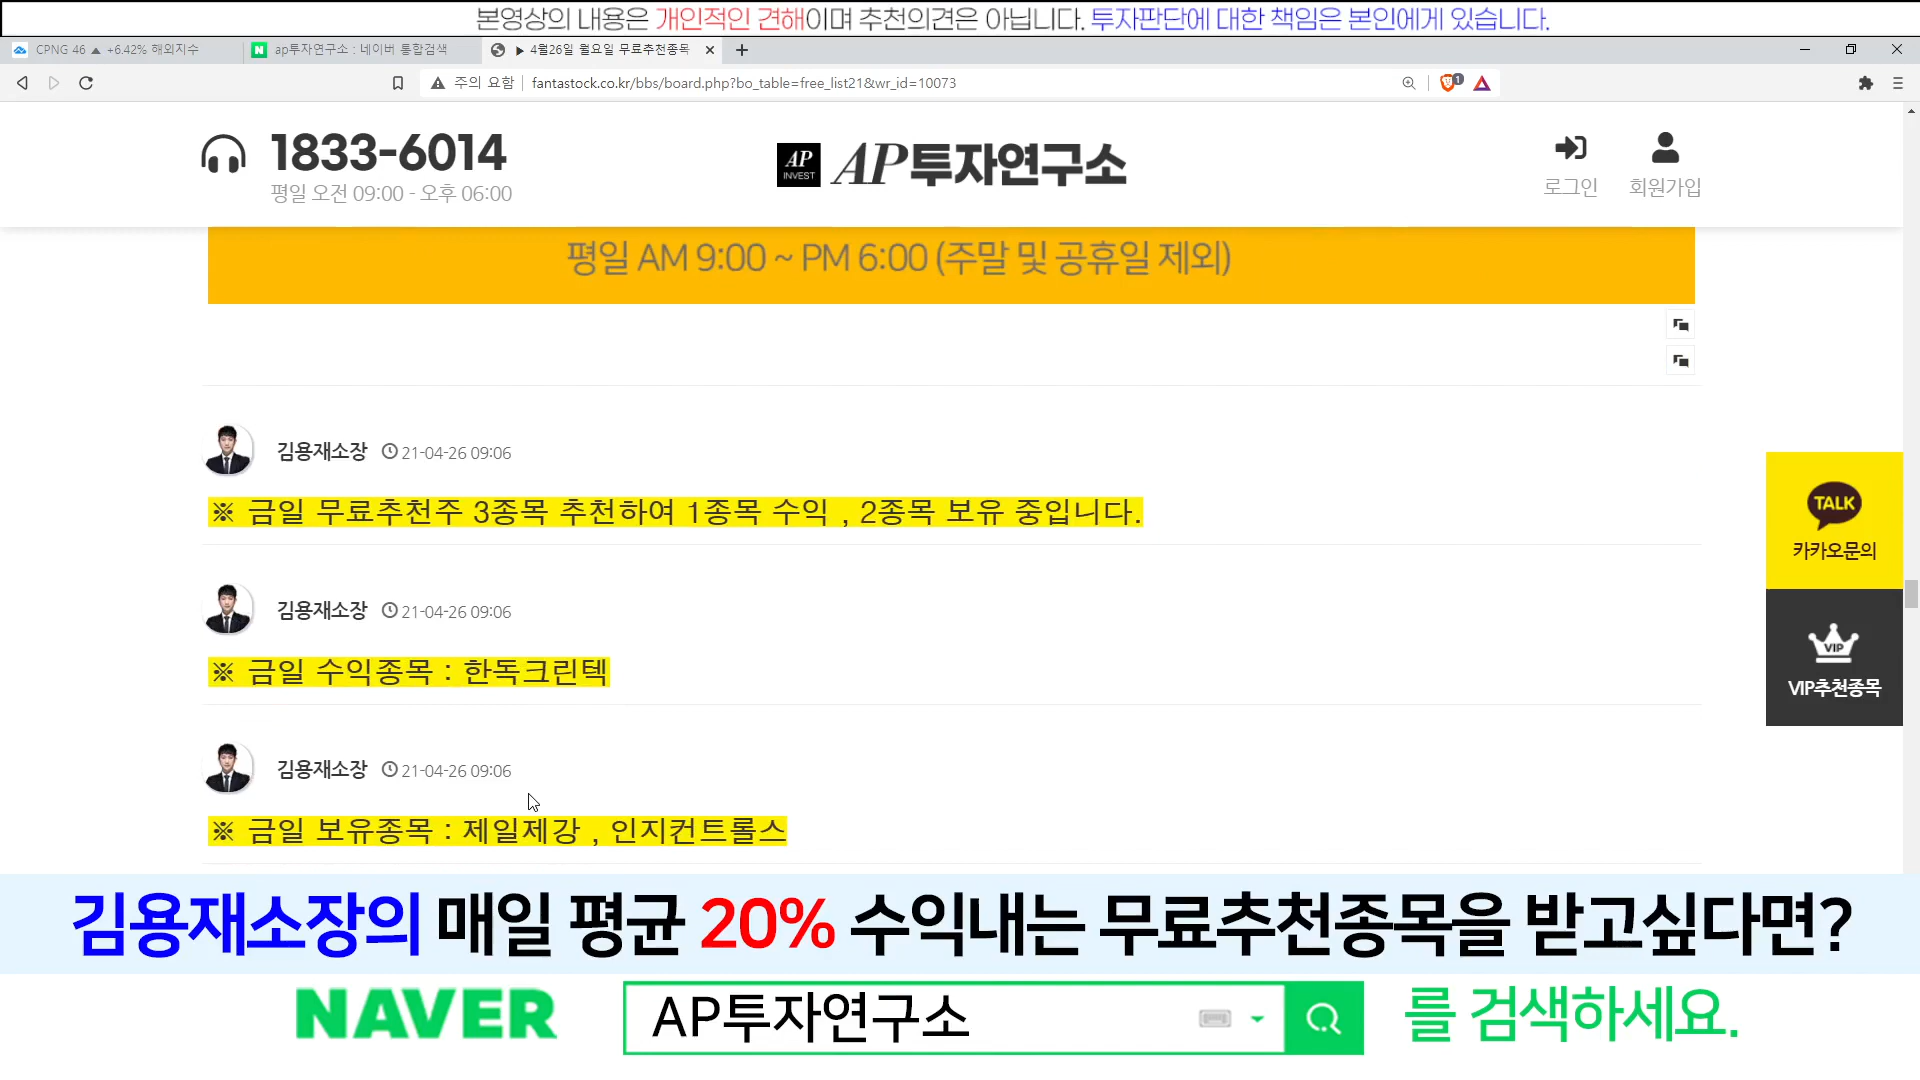 본영상의 내용은 개인적인 견해이며 추천의견은 아닙니다. 투자판단에 대한 책임은 본인에게 있습니다.
CPNG 46 ▲ +6.42% 해외지수
ap투자연구소 : 네이버 통합검색
▶ 4월26일 월요일 무료추천종목
주의 요함
fantastock.co.kr/bbs/board.php?bo_table=free_list21&wr_id=10073
1
1833-6014
평일 오전 09:00 - 오후 06:00
AP INVEST
AP투자연구소
로그인
회원가입
평일 AM 9:00 ~ PM 6:00 (주말 및 공휴일 제외)
김용재소장 21-04-26 09:06
※ 금일 무료추천주 3종목 추천하여 1종목 수익 , 2종목 보유 중입니다.
김용재소장 21-04-26 09:06
※ 금일 수익종목 : 한독크린텍
김용재소장 21-04-26 09:06
※ 금일 보유종목 : 제일제강 , 인지컨트롤스
TALK
카카오문의
VIP
VIP추천종목
김용재소장의 매일 평균 20% 수익내는 무료추천종목을 받고싶다면?
NAVER AP투자연구소 를 검색하세요.